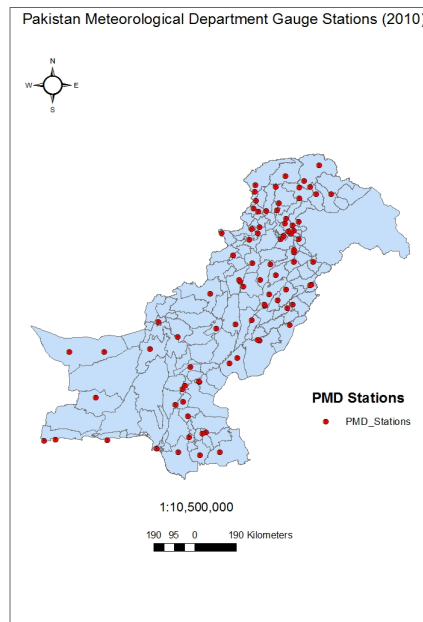 Pakistan Meteorological Department Gauge Stations (2010)
N
W E
S
PMD Stations
PMD_Stations
1:10,500,000
190 95 0 190 Kilometers